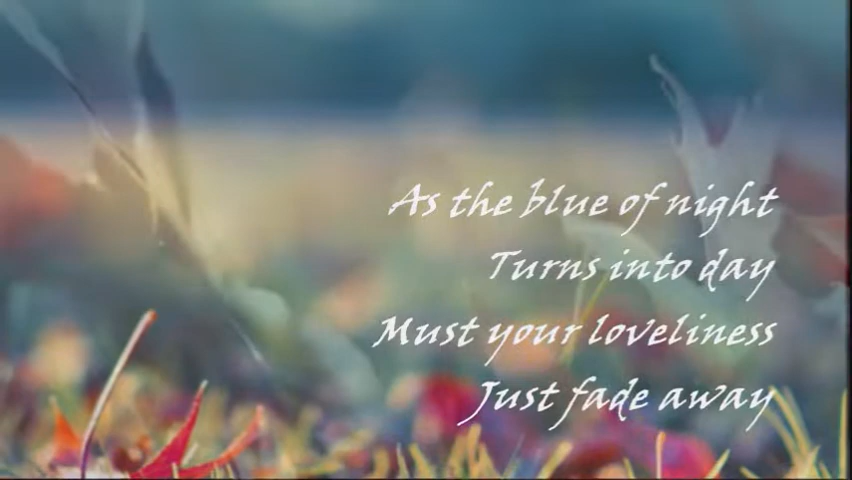 As the blue of night
Turns into day
Must your loveliness
Just fade away